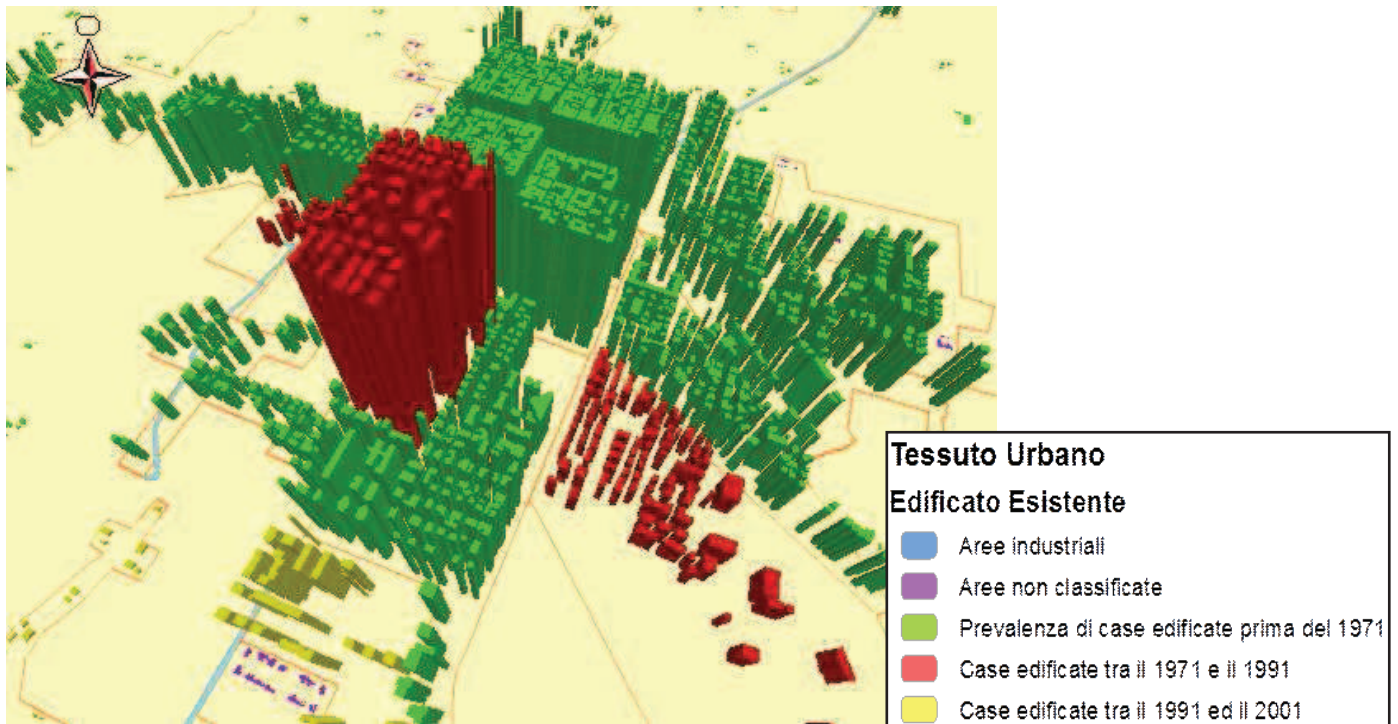 Tessuto Urbano
Edificato Esistente
Aree industriali
Aree non classificate
Prevalenza di case edificate prima del 1971
Case edificate tra il 1971 e il 1991
Case edificate tra il 1991 ed il 2001